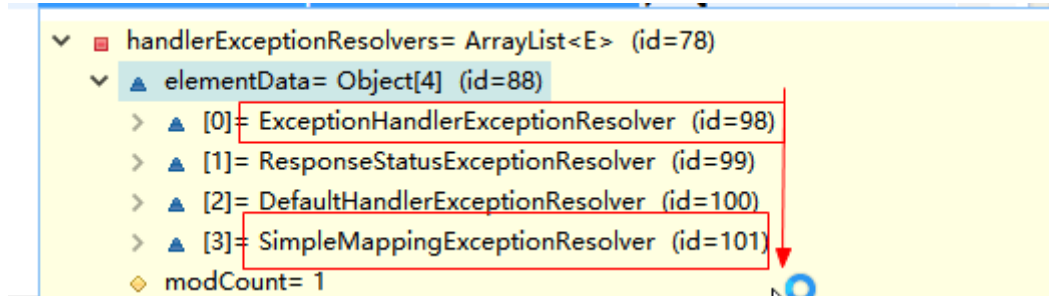 handlerExceptionResolvers= ArrayList<E> (id=78)
elementData= Object[4] (id=88)
[0]= ExceptionHandlerExceptionResolver (id=98)
[1]= ResponseStatusExceptionResolver (id=99)
[2]= DefaultHandlerExceptionResolver (id=100)
[3]= SimpleMappingExceptionResolver (id=101)
modCount= 1